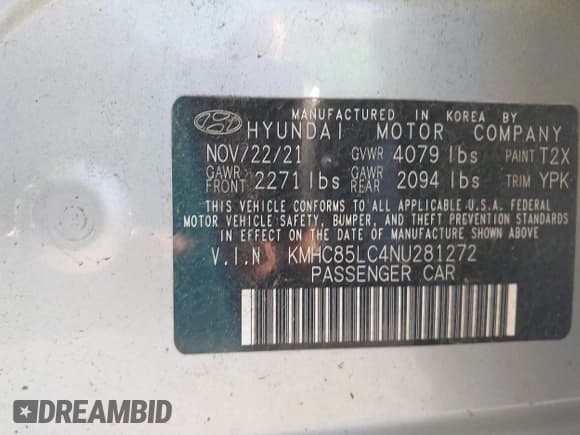 MANUFACTURED IN KOREA BY
HYUNDAI MOTOR COMPANY
NOV/22/21 GVWR 4079 lbs PAINT T2X
GAWR FRONT 2271 lbs GAWR REAR 2094 lbs TRIM YPK
THIS VEHICLE CONFORMS TO ALL APPLICABLE U.S.A. FEDERAL
MOTOR VEHICLE SAFETY, BUMPER, AND THEFT PREVENTION STANDARDS
IN EFFECT ON THE DATE OF MANUFACTURE SHOWN ABOVE
V.I.N KMHC85LC4NU281272
PASSENGER CAR
DREAMBID